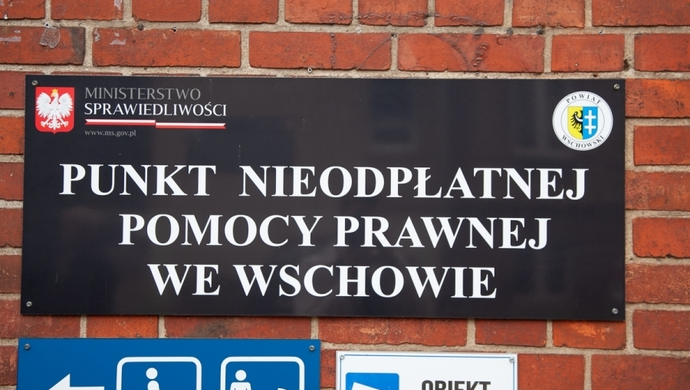 MINISTERSTWO
SPRAWIEDLIWOŚCI
www.ms.gov.pl
POWIAT
WSCHOWSKI
PUNKT NIEODPŁATNEJ
POMOCY PRAWNEJ
WE WSCHOWIE
OBIEKT